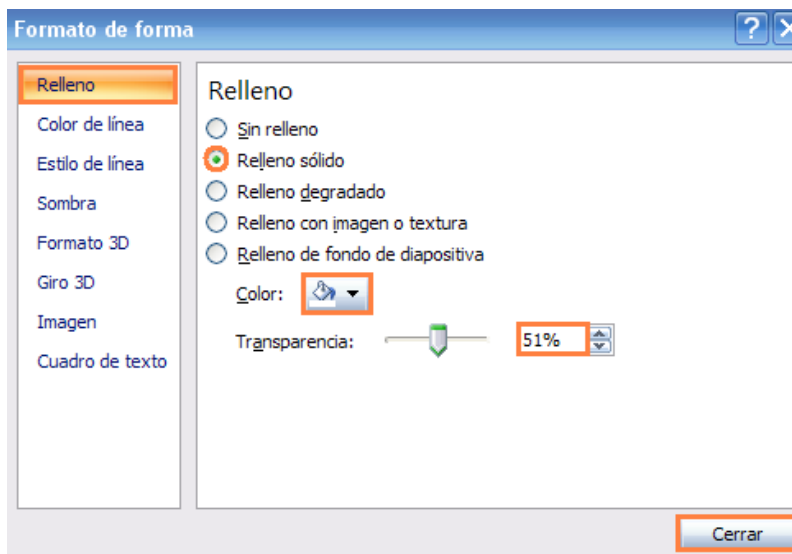 Formato de forma
Relleno
Color de línea
Estilo de línea
Sombra
Formato 3D
Giro 3D
Imagen
Cuadro de texto
Relleno
Sin relleno
Relleno sólido
Relleno degradado
Relleno con imagen o textura
Relleno de fondo de diapositiva
Color:
Transparencia: 51%
Cerrar